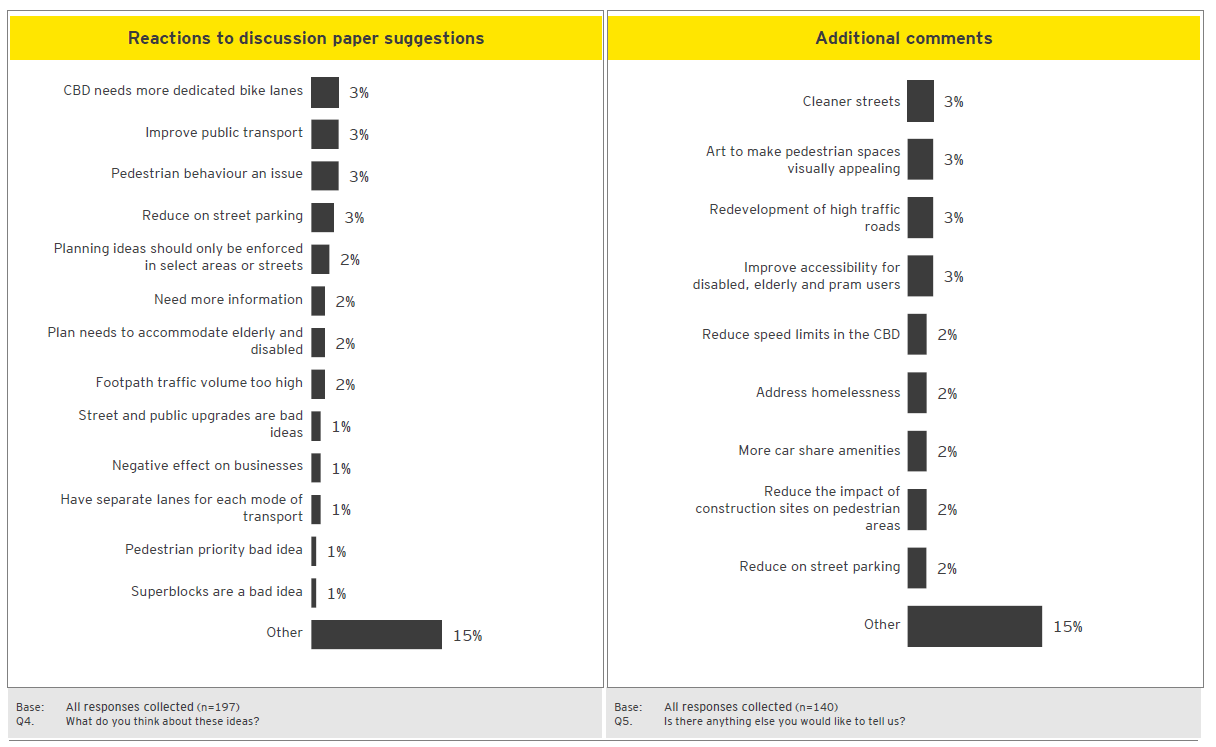 Reactions to discussion paper suggestions
CBD needs more dedicated bike lanes
3%
Improve public transport
3%
Pedestrian behaviour an issue
3%
Reduce on street parking
3%
Planning ideas should only be enforced
in select areas or streets
2%
Need more information
2%
Plan needs to accommodate elderly and
disabled
2%
Footpath traffic volume too high
2%
Street and public upgrades are bad
ideas
1%
Negative effect on businesses
1%
Have separate lanes for each mode of
transport
1%
Pedestrian priority bad idea
1%
Superblocks are a bad idea
1%
Other
15%
Base: All responses collected (n=197)
Q4. What do you think about these ideas?
Additional comments
Cleaner streets
3%
Art to make pedestrian spaces
visually appealing
3%
Redevelopment of high traffic
roads
3%
Improve accessibility for
disabled, elderly and pram users
3%
Reduce speed limits in the CBD
2%
Address homelessness
2%
More car share amenities
2%
Reduce the impact of
construction sites on pedestrian
areas
2%
Reduce on street parking
2%
Other
15%
Base: All responses collected (n=140)
Q5. Is there anything else you would like to tell us?